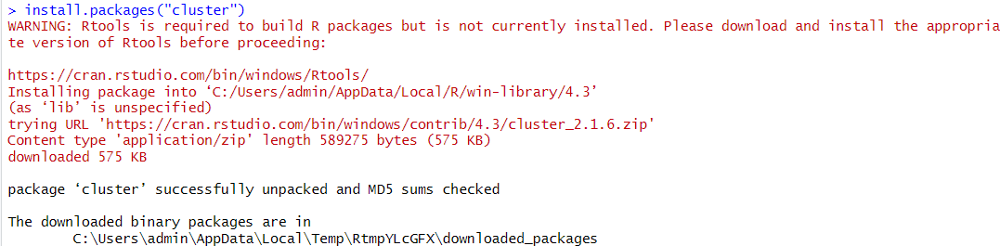 > install.packages("cluster")
WARNING: Rtools is required to build R packages but is not currently installed. Please download and install the appropria
te version of Rtools before proceeding:

https://cran.rstudio.com/bin/windows/Rtools/
Installing package into ‘C:/Users/admin/AppData/Local/R/win-library/4.3’
(as ‘lib’ is unspecified)
trying URL 'https://cran.rstudio.com/bin/windows/contrib/4.3/cluster_2.1.6.zip'
Content type 'application/zip' length 589275 bytes (575 KB)
downloaded 575 KB

package ‘cluster’ successfully unpacked and MD5 sums checked

The downloaded binary packages are in
        C:\Users\admin\AppData\Local\Temp\RtmpYLcGFX\downloaded_packages